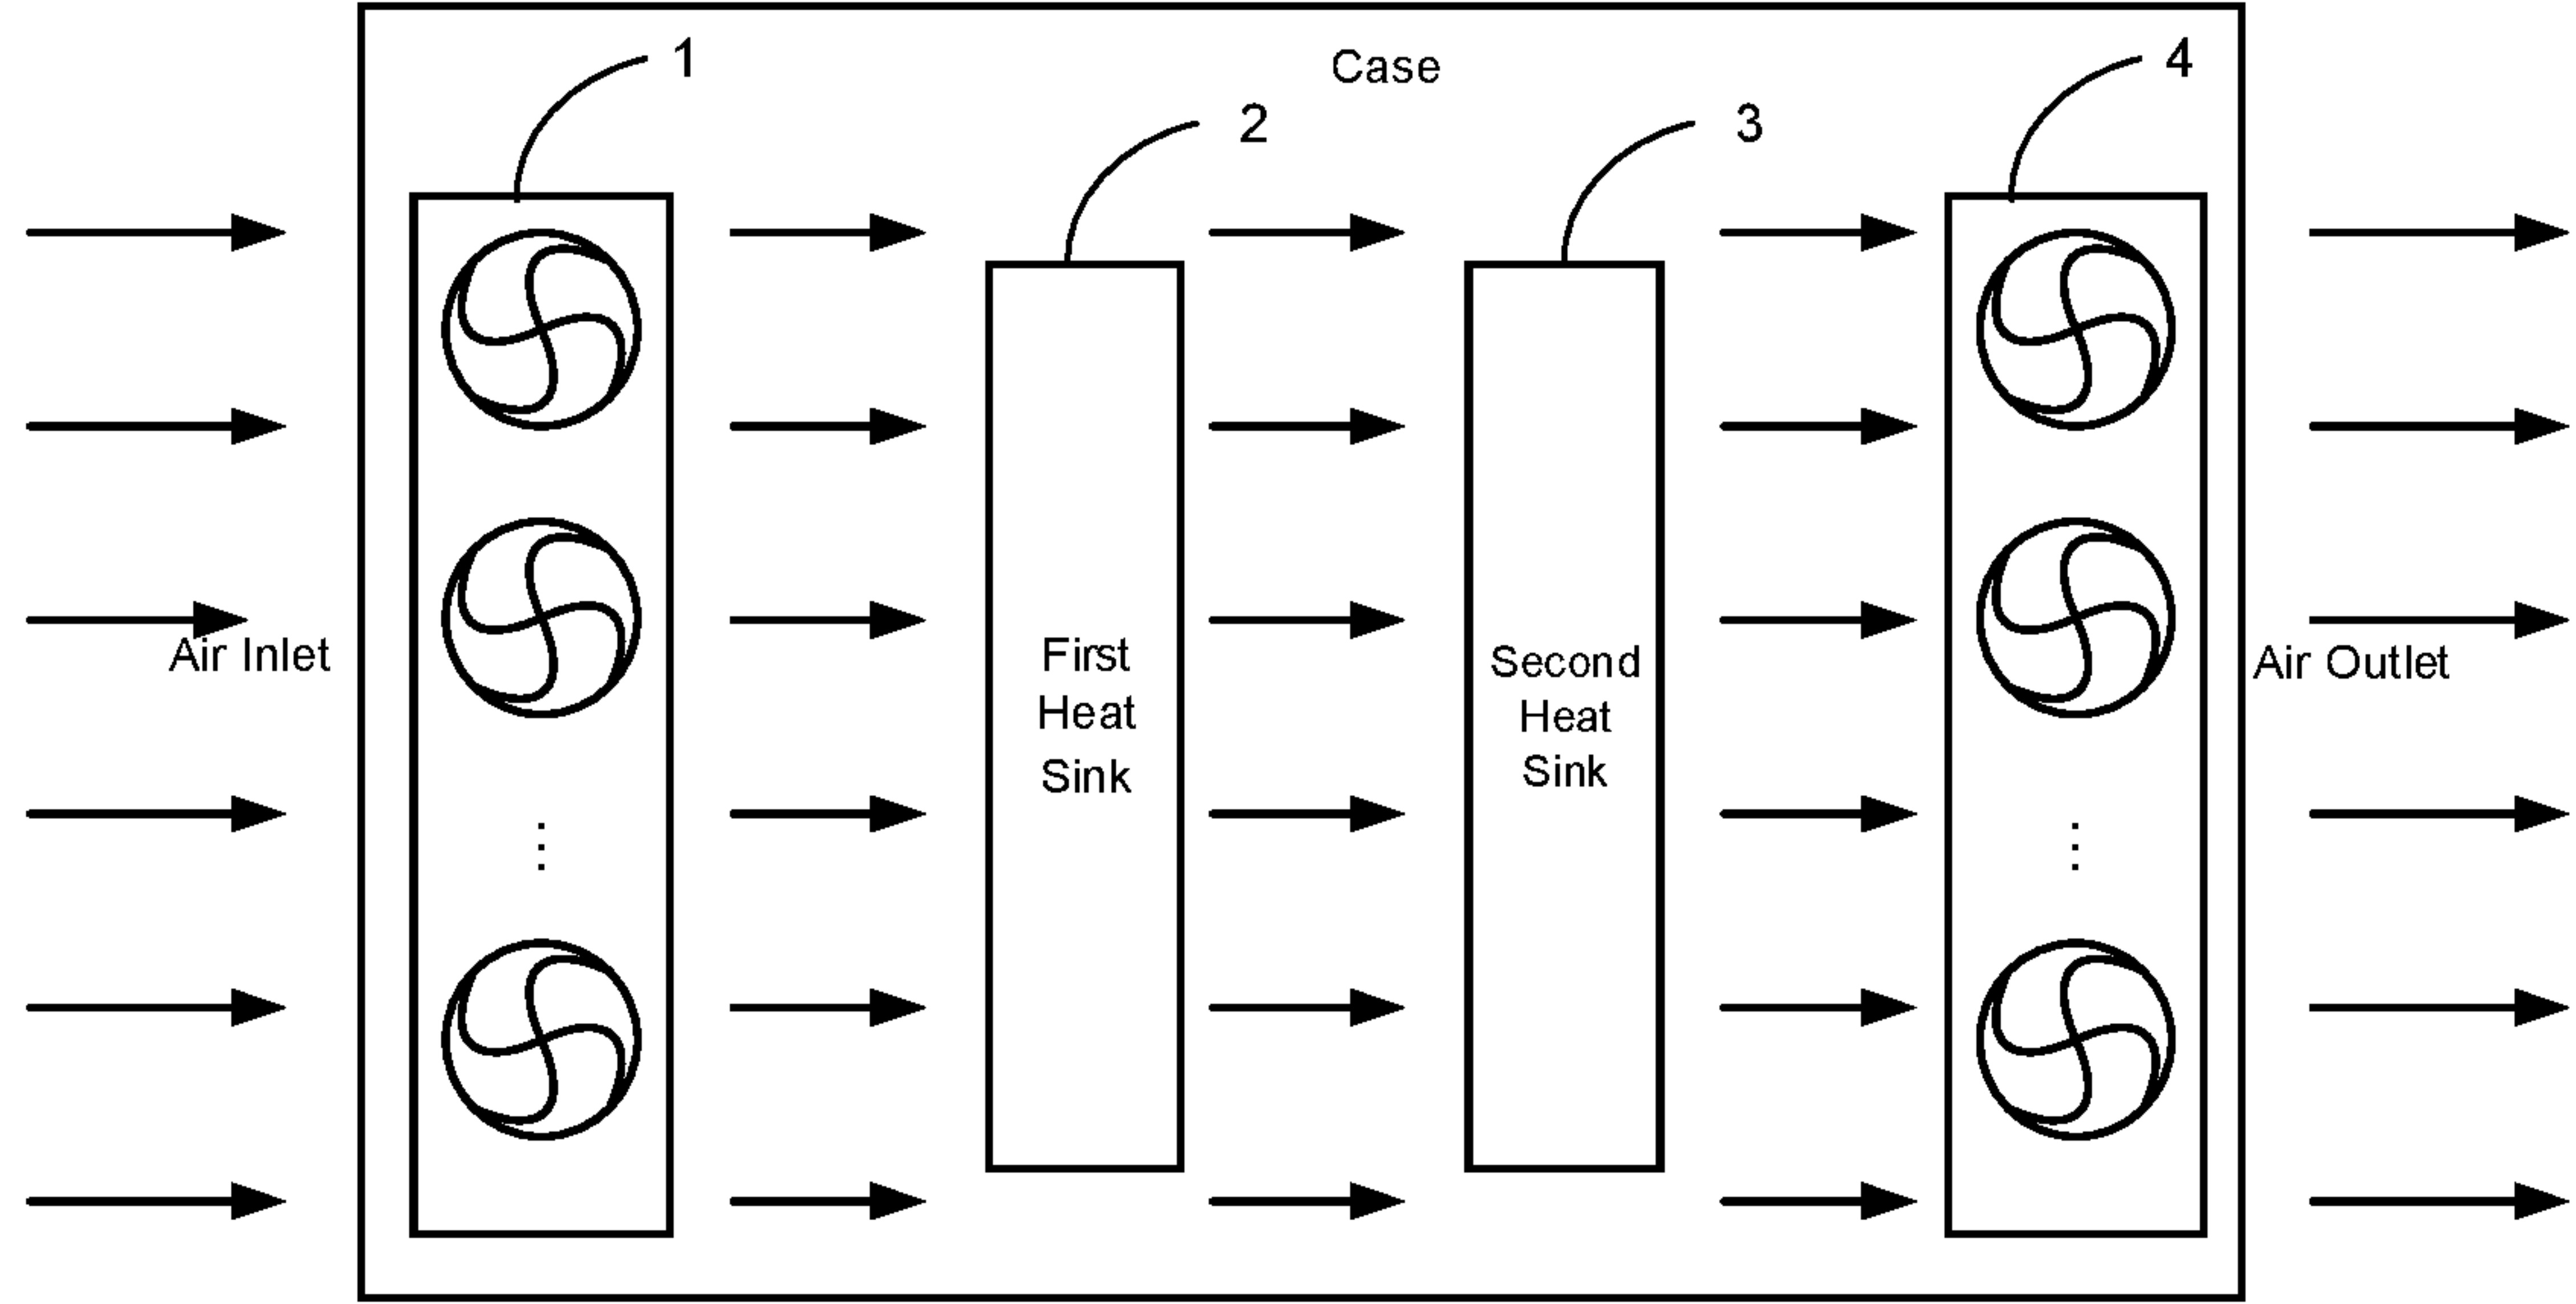 1
Case
4
2
3
Air Inlet
First
Heat
Sink
Second
Heat
Sink
Air Outlet